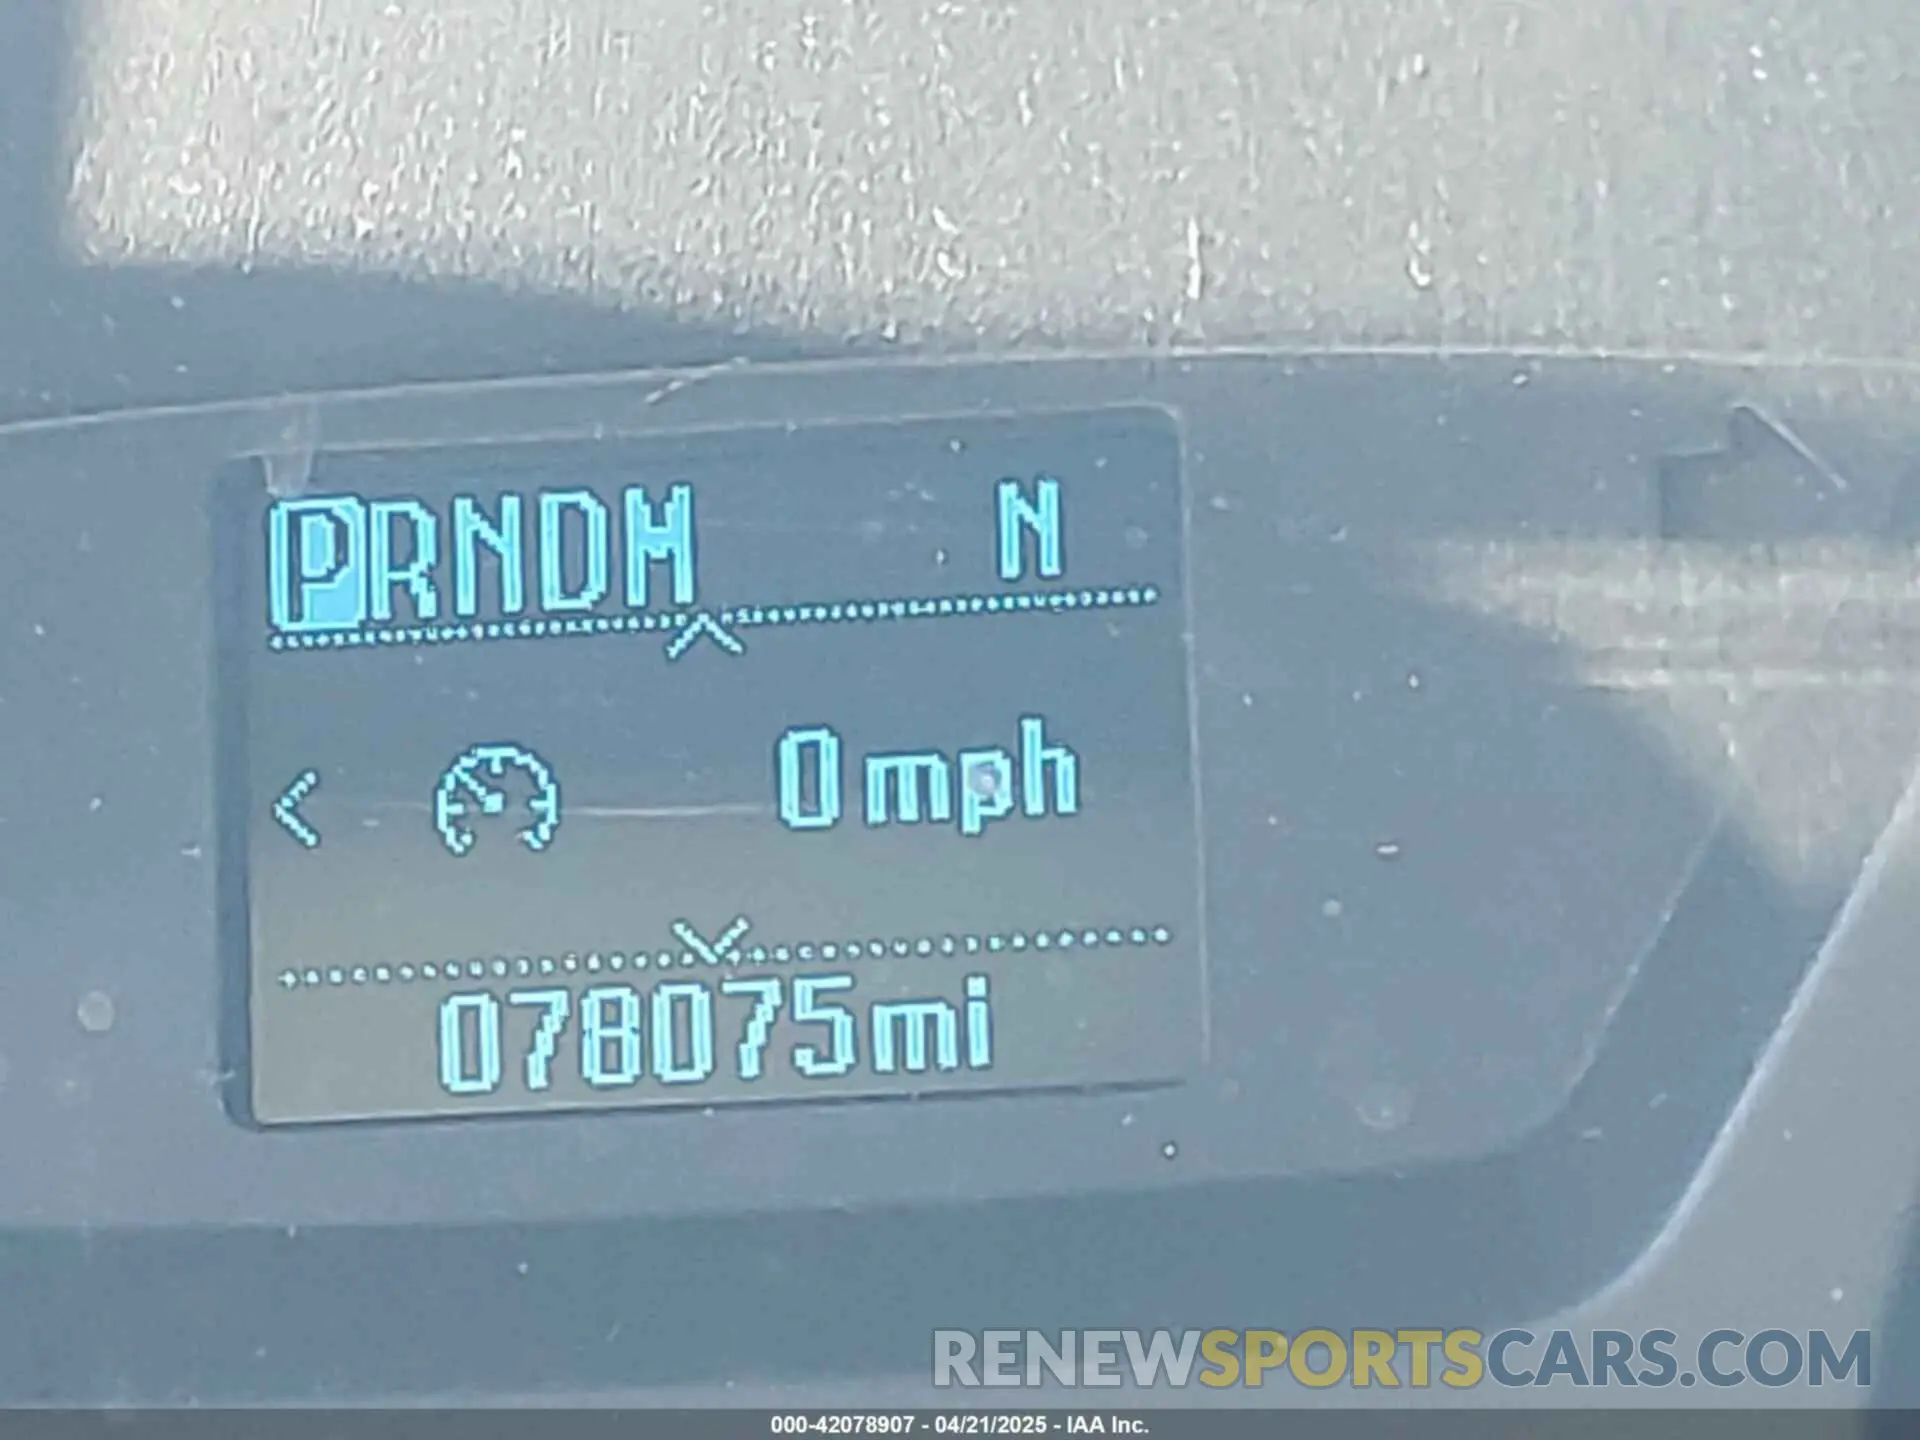 PRNDM N
0 mph
078075mi
RENEWSPORTSCARS.COM
000-42078907 - 04/21/2025 - IAA Inc.